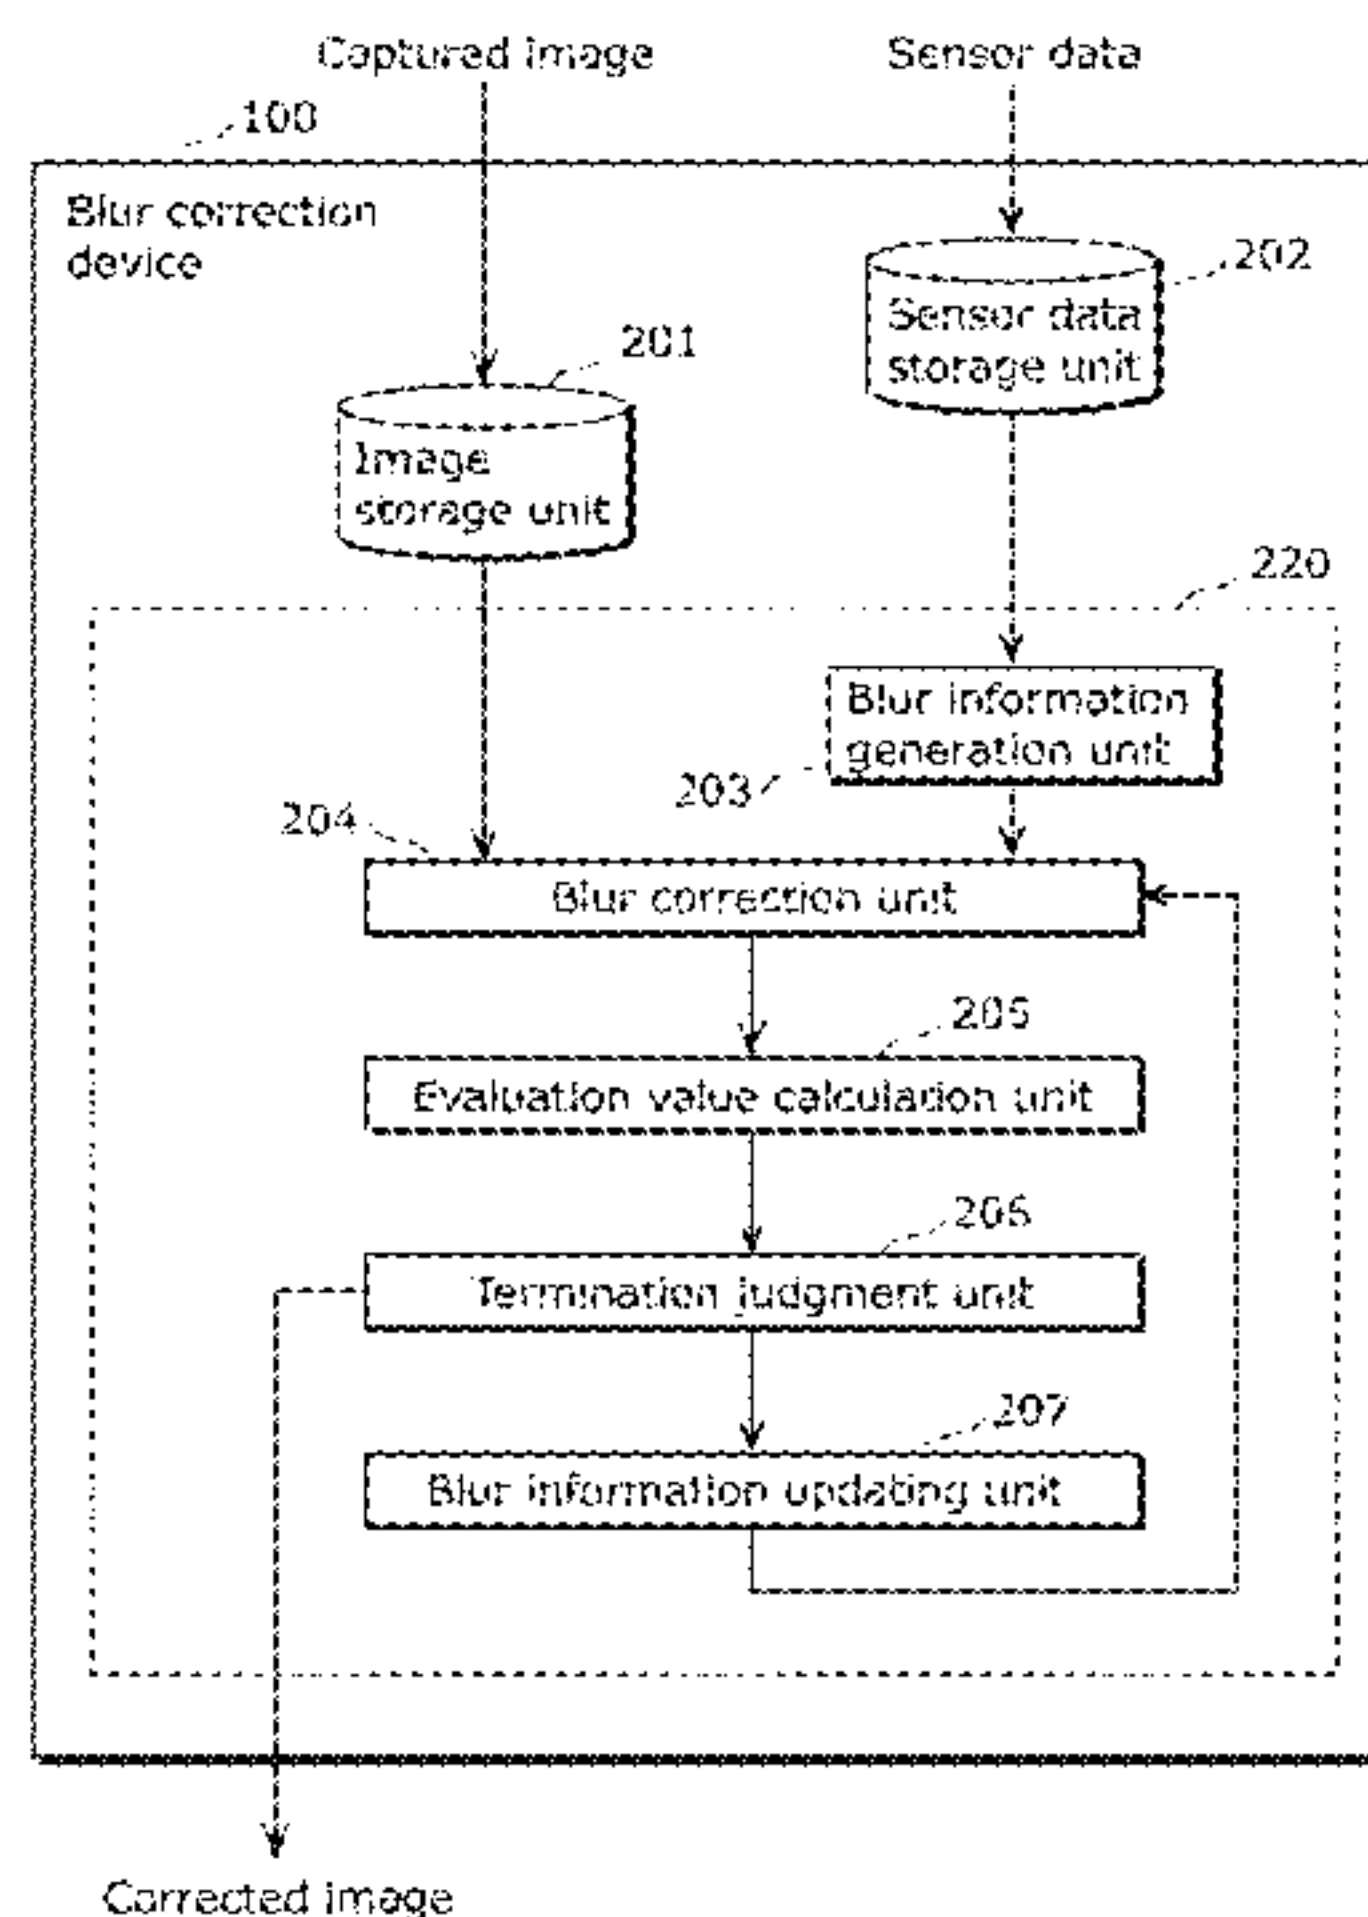 Captured image
Sensor data
100
Blur correction
device
202
Sensor data
storage unit
201
Image
storage unit
220
Blur information
generation unit
203
204
Blur correction unit
205
Evaluation value calculation unit
206
Termination judgment unit
207
Blur information updating unit
Corrected image